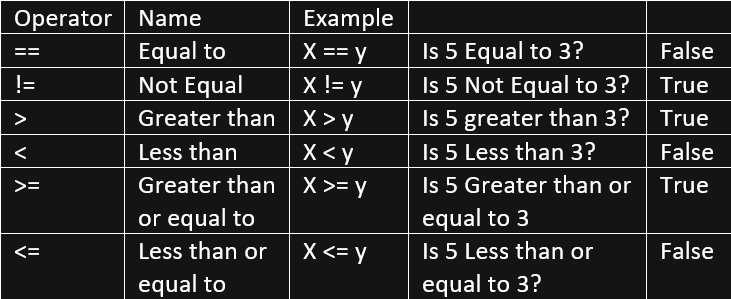 Operator Name Example
== Equal to X == y Is 5 Equal to 3? False
!= Not Equal X != y Is 5 Not Equal to 3? True
> Greater than X > y Is 5 greater than 3? True
< Less than X < y Is 5 Less than 3? False
>= Greater than X >= y Is 5 Greater than or True
or equal to equal to 3
<= Less than or X <= y Is 5 Less than or False
equal to equal to 3?